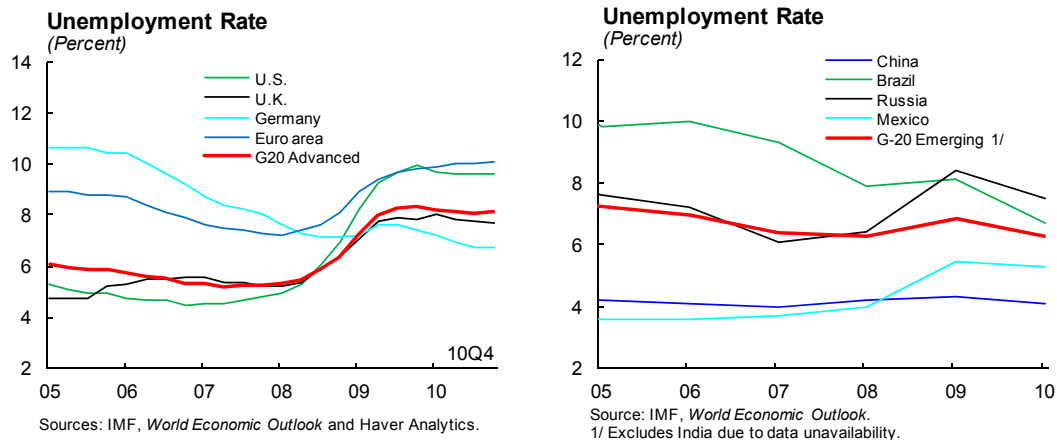 Unemployment Rate
(Percent)
14
12
10
8
6
4
2
U.S.
U.K.
Germany
Euro area
G20 Advanced
10Q4
05 06 07 08 09 10
Sources: IMF, World Economic Outlook and Haver Analytics.
Unemployment Rate
(Percent)
12
10
8
6
4
2
China
Brazil
Russia
Mexico
G-20 Emerging 1/
05 06 07 08 09 10
Source: IMF, World Economic Outlook.
1/ Excludes India due to data unavailability.